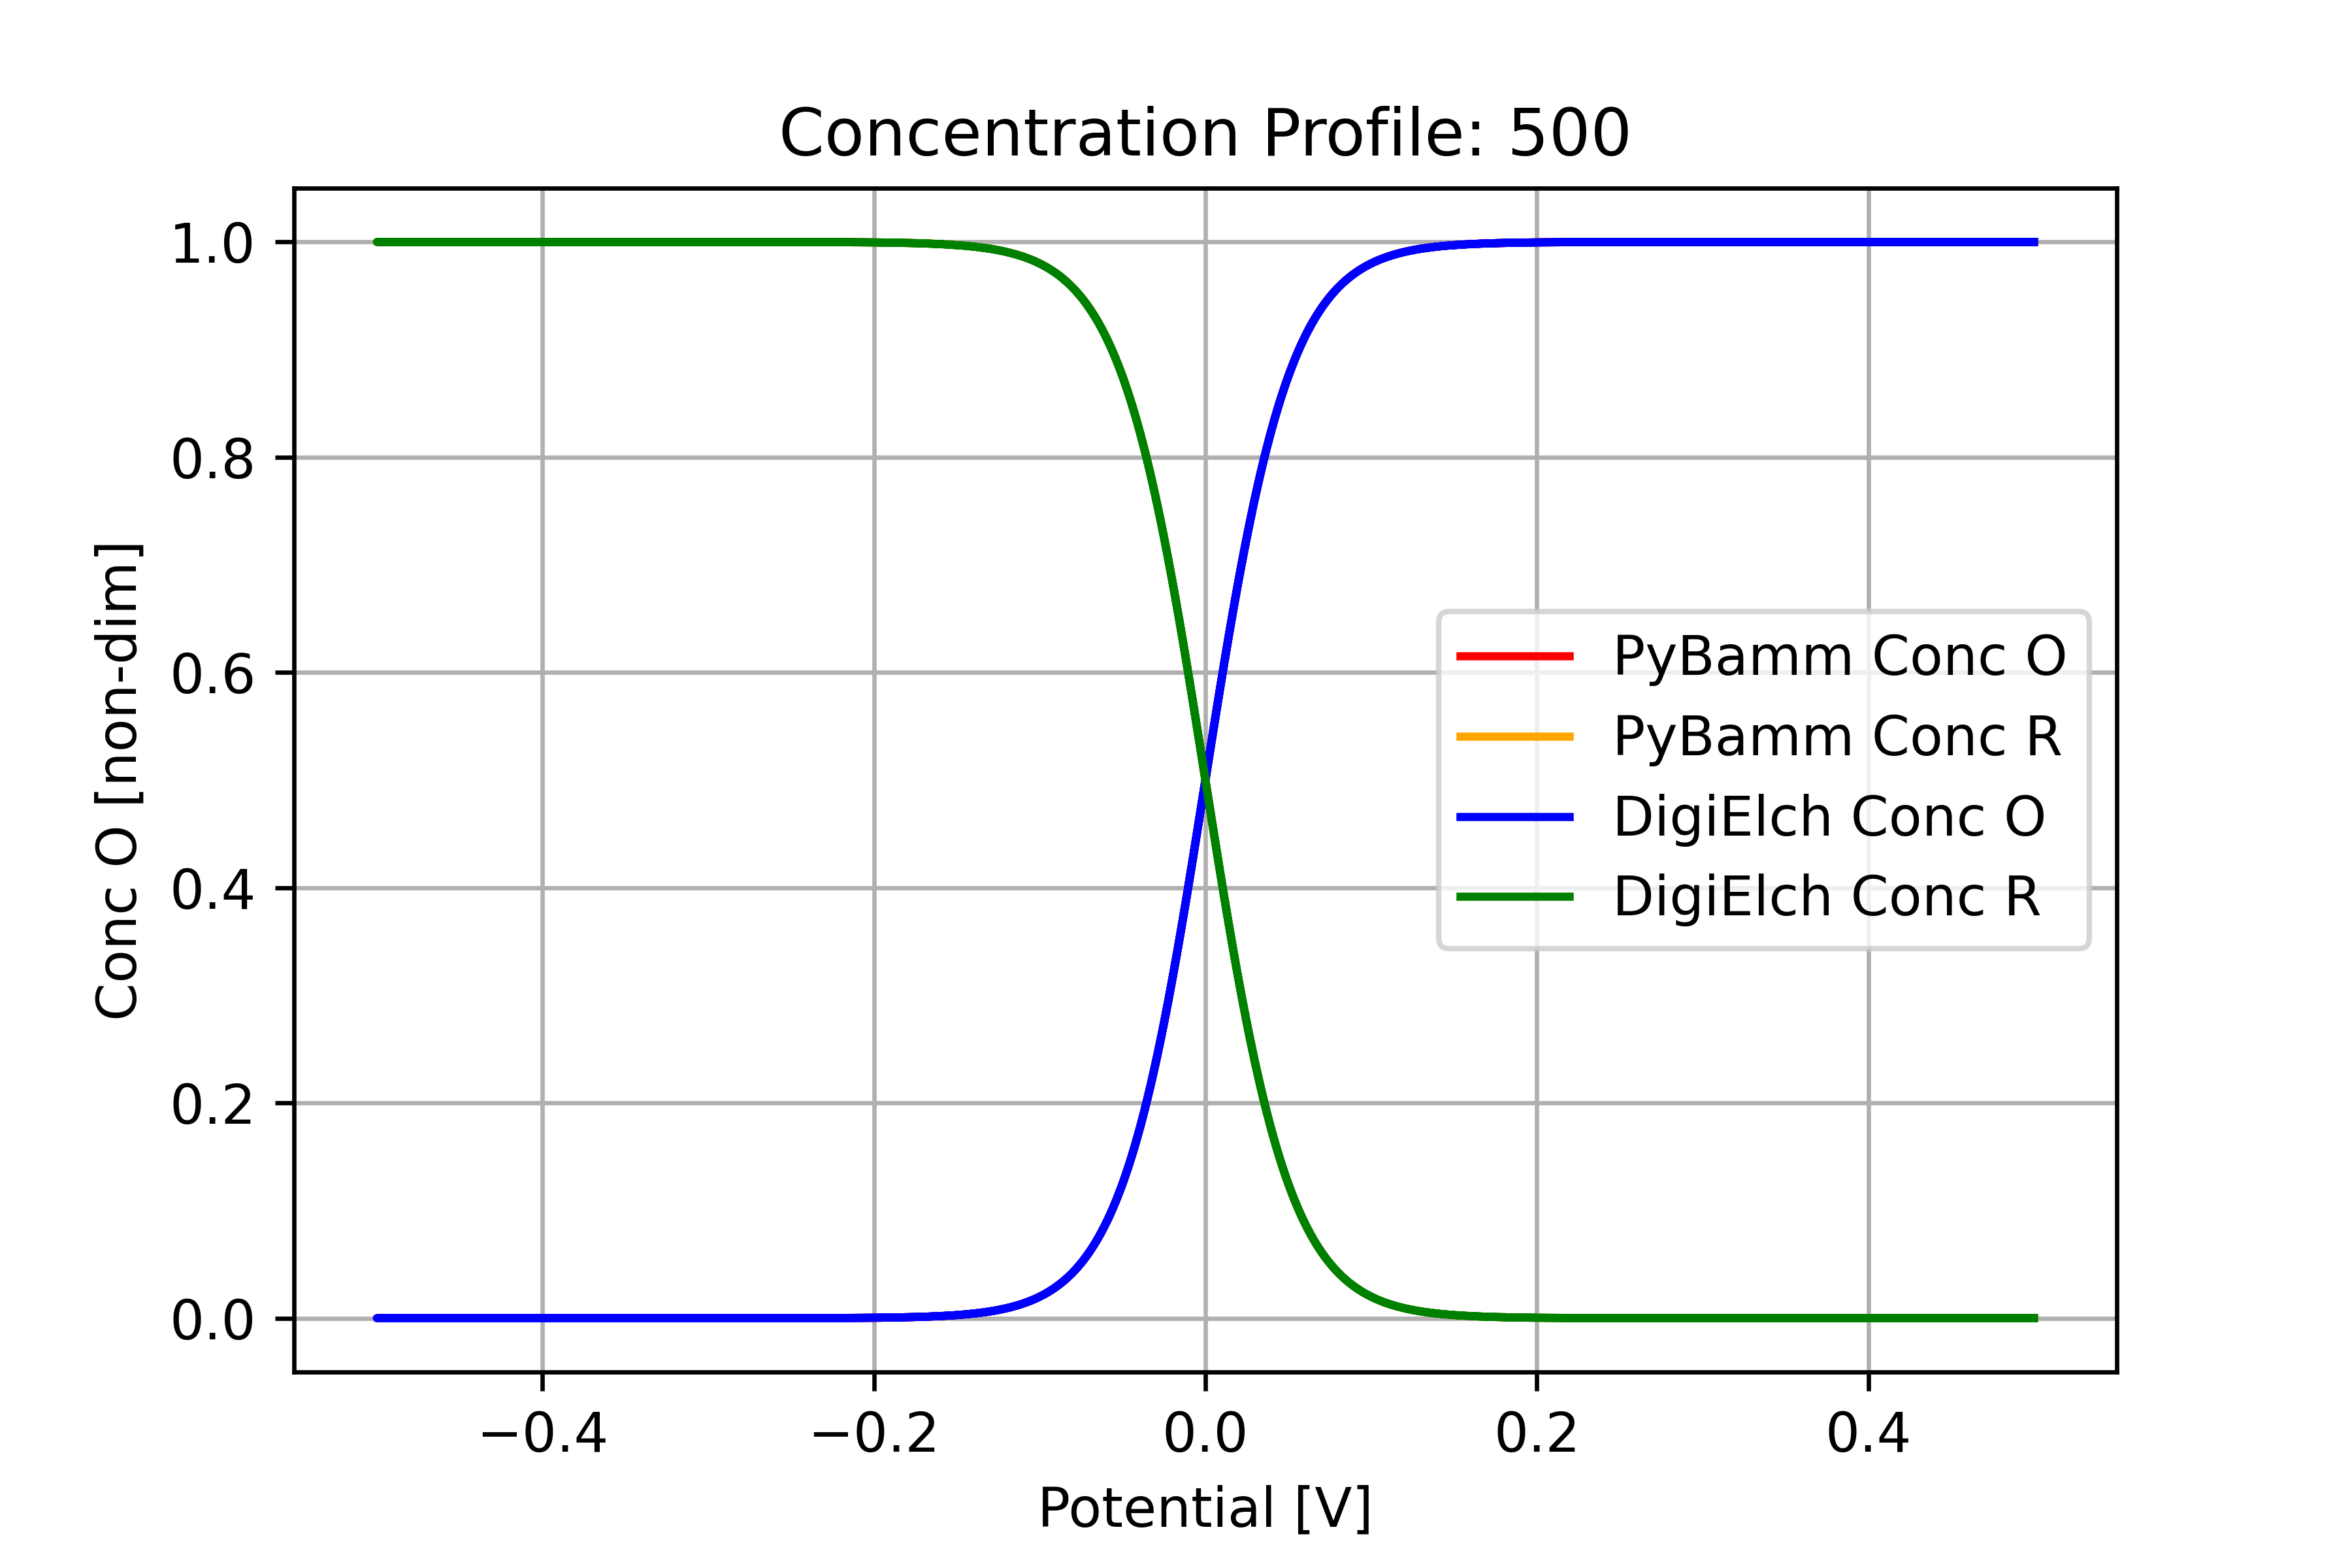 Concentration Profile: 500
1.0
0.8
0.6
0.4
0.2
0.0
Conc O [non-dim]
PyBamm Conc O
PyBamm Conc R
DigiElch Conc O
DigiElch Conc R
−0.4
−0.2
0.0
0.2
0.4
Potential [V]